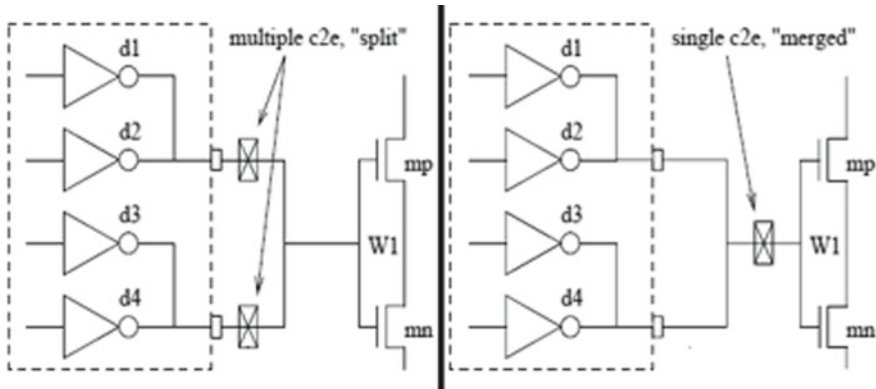 d1
multiple c2e, "split"
d2
mp
d3
W1
d4
mn
d1
single c2e, "merged"
d2
mp
d3
W1
d4
mn